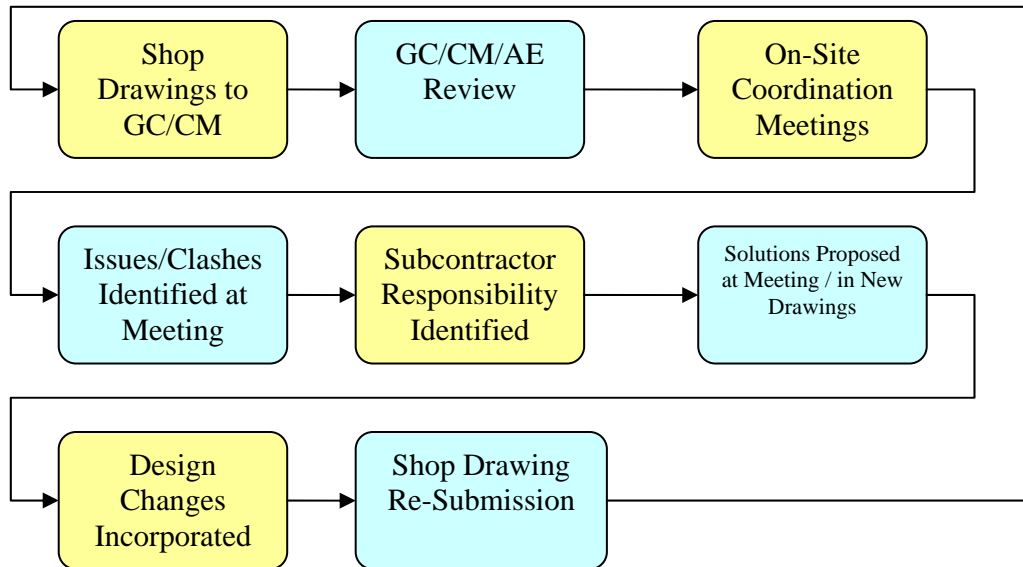 Shop
Drawings to
GC/CM
GC/CM/AE
Review
On-Site
Coordination
Meetings
Issues/Clashes
Identified at
Meeting
Subcontractor
Responsibility
Identified
Solutions Proposed
at Meeting / in New
Drawings
Design
Changes
Incorporated
Shop Drawing
Re-Submission